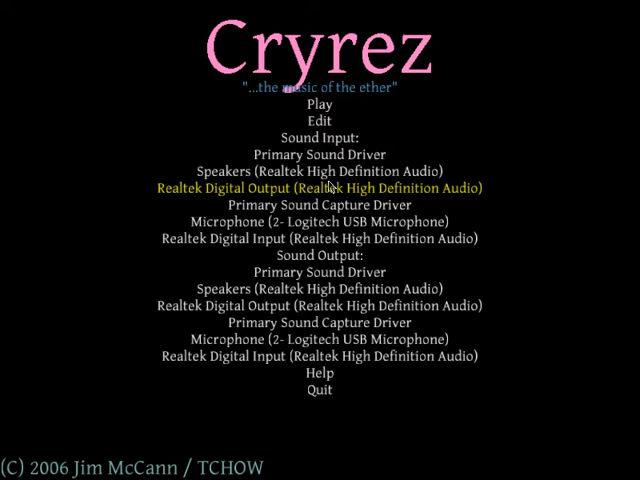 Cryrez
"...the music of the ether"
Play
Edit
Sound Input:
Primary Sound Driver
Speakers (Realtek High Definition Audio)
Realtek Digital Output (Realtek High Definition Audio)
Primary Sound Capture Driver
Microphone (2- Logitech USB Microphone)
Realtek Digital Input (Realtek High Definition Audio)
Sound Output:
Primary Sound Driver
Speakers (Realtek High Definition Audio)
Realtek Digital Output (Realtek High Definition Audio)
Primary Sound Capture Driver
Microphone (2- Logitech USB Microphone)
Realtek Digital Input (Realtek High Definition Audio)
Help
Quit
(C) 2006 Jim McCann / TCHOW